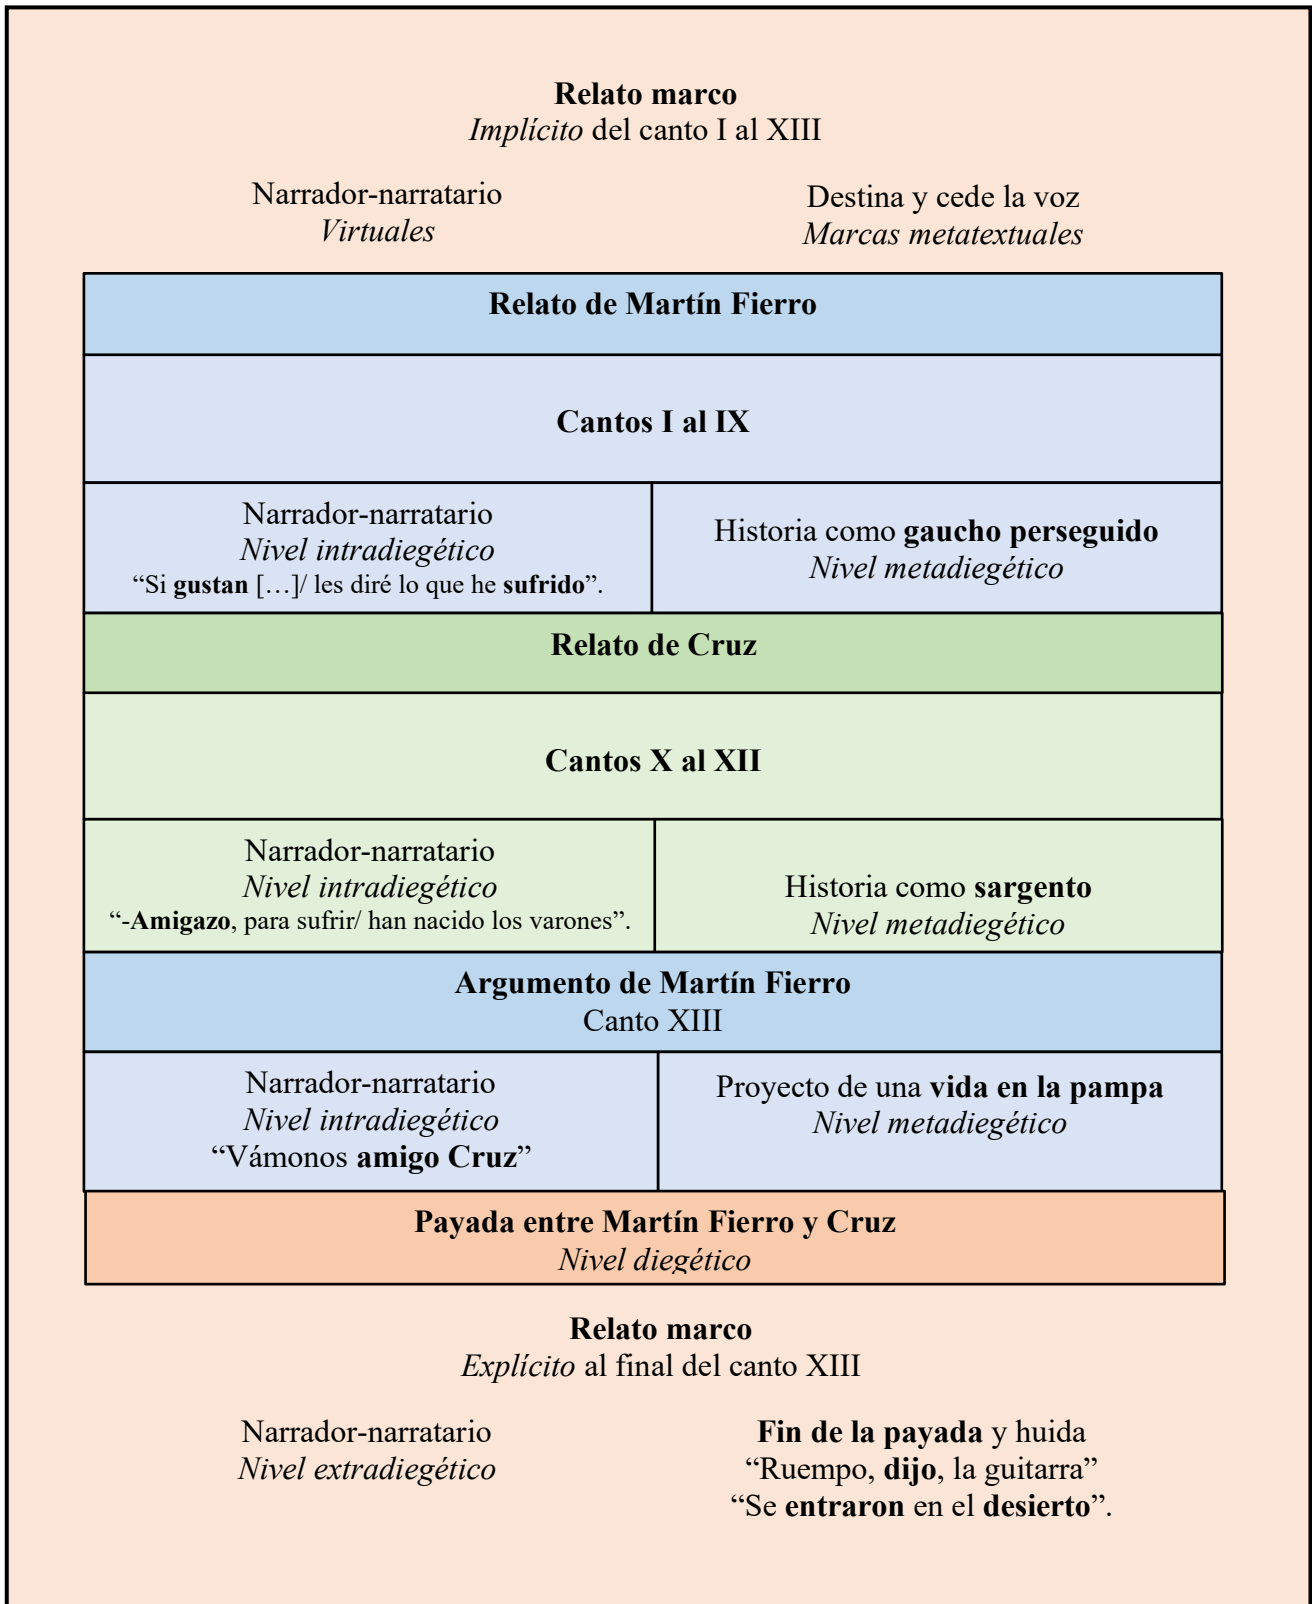 Relato marco
Implícito del canto I al XIII
Narrador-narratario
Virtuales
Destina y cede la voz
Marcas metatextuales
Relato de Martín Fierro
Cantos I al IX
Narrador-narratario
Nivel intradiegético
“Si gustan […]/ les diré lo que he sufrido”.
Historia como gaucho perseguido
Nivel metadiegético
Relato de Cruz
Cantos X al XII
Narrador-narratario
Nivel intradiegético
“-Amigazo, para sufrir/ han nacido los varones”.
Historia como sargento
Nivel metadiegético
Argumento de Martín Fierro
Canto XIII
Narrador-narratario
Nivel intradiegético
“Vámonos amigo Cruz”
Proyecto de una vida en la pampa
Nivel metadiegético
Payada entre Martín Fierro y Cruz
Nivel diegético
Relato marco
Explícito al final del canto XIII
Narrador-narratario
Nivel extradiegético
Fin de la payada y huida
“Ruempo, dijo, la guitarra”
“Se entraron en el desierto”.